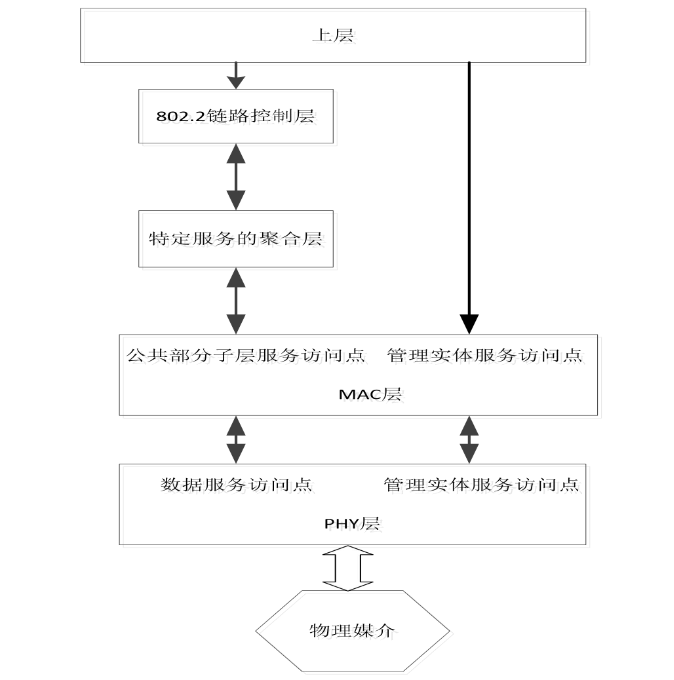 上层
802.2链路控制层
特定服务的聚合层
公共部分子层服务访问点 管理实体服务访问点
MAC层
数据服务访问点 管理实体服务访问点
PHY层
物理媒介